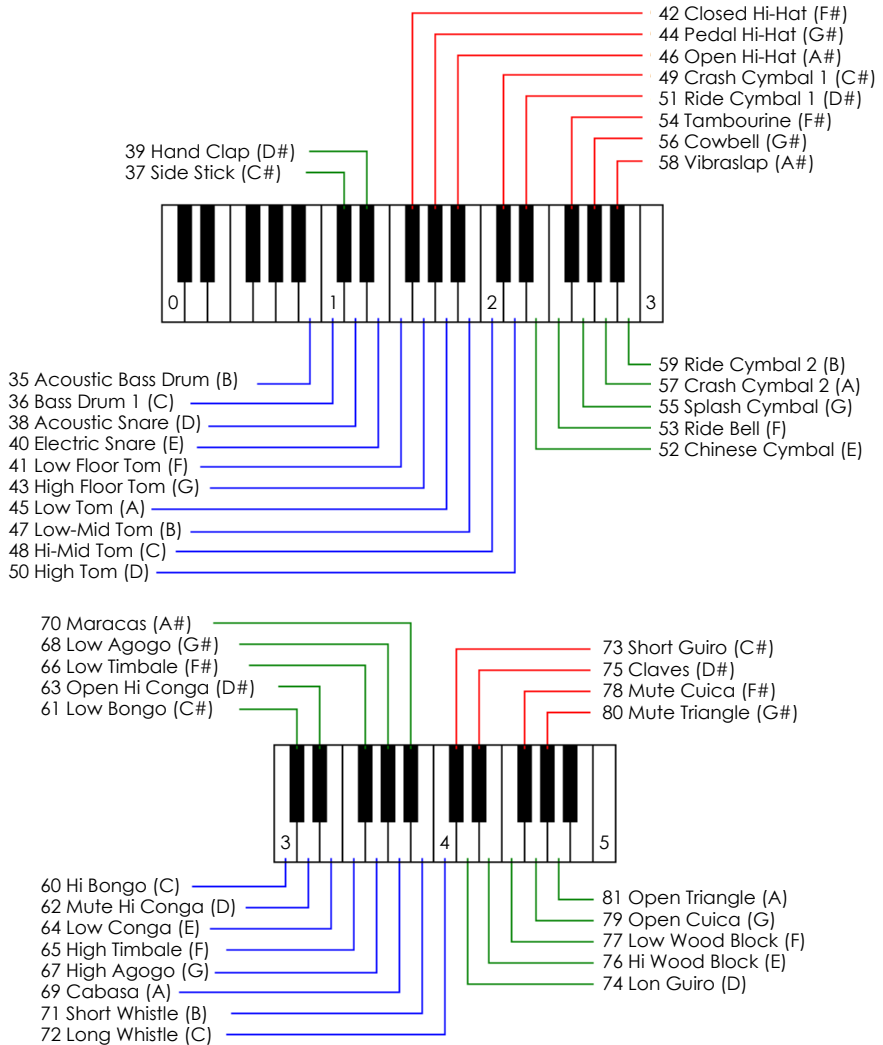 42 Closed Hi-Hat (F#)
44 Pedal Hi-Hat (G#)
46 Open Hi-Hat (A#)
49 Crash Cymbal 1 (C#)
51 Ride Cymbal 1 (D#)
54 Tambourine (F#)
56 Cowbell (G#)
58 Vibraslap (A#)
39 Hand Clap (D#)
37 Side Stick (C#)
0 1 2 3
35 Acoustic Bass Drum (B)
36 Bass Drum 1 (C)
38 Acoustic Snare (D)
40 Electric Snare (E)
41 Low Floor Tom (F)
43 High Floor Tom (G)
45 Low Tom (A)
47 Low-Mid Tom (B)
48 Hi-Mid Tom (C)
50 High Tom (D)
59 Ride Cymbal 2 (B)
57 Crash Cymbal 2 (A)
55 Splash Cymbal (G)
53 Ride Bell (F)
52 Chinese Cymbal (E)
70 Maracas (A#)
68 Low Agogo (G#)
66 Low Timbale (F#)
63 Open Hi Conga (D#)
61 Low Bongo (C#)
73 Short Guiro (C#)
75 Claves (D#)
78 Mute Cuica (F#)
80 Mute Triangle (G#)
3 4 5
60 Hi Bongo (C)
62 Mute Hi Conga (D)
64 Low Conga (E)
65 High Timbale (F)
67 High Agogo (G)
69 Cabasa (A)
71 Short Whistle (B)
72 Long Whistle (C)
81 Open Triangle (A)
79 Open Cuica (G)
77 Low Wood Block (F)
76 Hi Wood Block (E)
74 Lon Guiro (D)